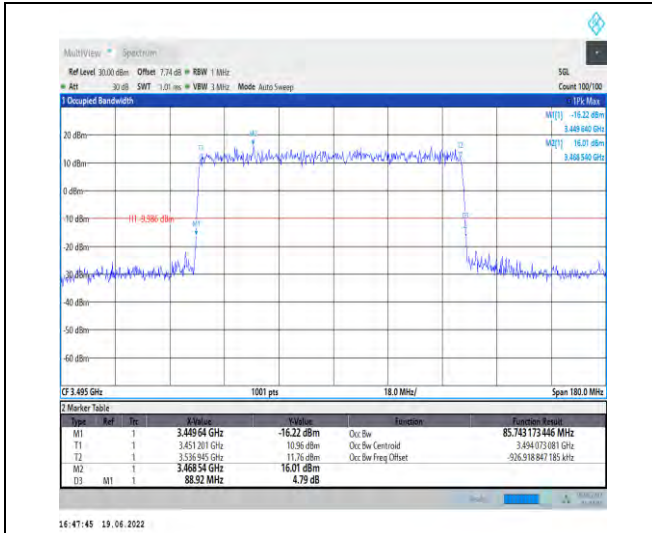 MultiView Spectrum
Ref Level 30.00 dBm Offset 7.74 dB RBW 1 MHz SGL
Att 30 dB SWT 1.01 ms VBW 3 MHz Mode Auto Sweep Count 100/100
1 Occupied Bandwidth 1Pk Max
M1[1] -16.22 dBm
3.449 640 GHz
M2[1] 16.01 dBm
3.468 540 GHz
20 dBm
M2
T1
T2
10 dBm
0 dBm
-10 dBm
H1 -9.986 dBm
M1
D3
-20 dBm
-30 dBm
-40 dBm
-50 dBm
-60 dBm
CF 3.495 GHz 1001 pts 18.0 MHz/ Span 180.0 MHz
2 Marker Table
Type Ref Trc X-Value Y-Value Function Function Result
M1 1 3.449 64 GHz -16.22 dBm Occ Bw 85.743 173 446 MHz
T1 1 3.451 201 GHz 10.96 dBm Occ Bw Centroid 3.494 073 081 GHz
T2 1 3.536 945 GHz 11.76 dBm Occ Bw Freq Offset -926.918 847 185 kHz
M2 1 3.468 54 GHz 16.01 dBm
D3 M1 1 88.92 MHz 4.79 dB
16:47:45 19.06.2022